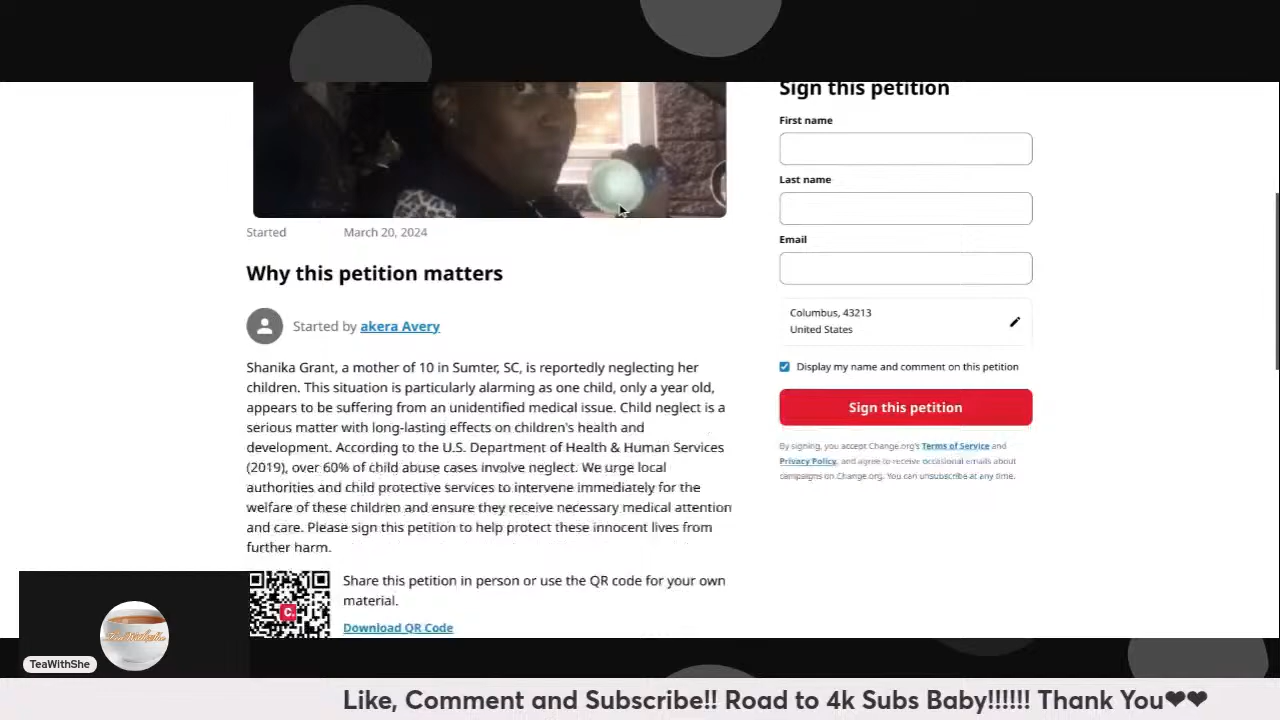 Sign this petition
First name
Last name
Email
Columbus, 43213
United States
Display my name and comment on this petition
Sign this petition
By signing, you accept Change.org's Terms of Service and
Privacy Policy, and agree to receive occasional emails about
campaigns on Change.org. You can unsubscribe at any time.
Started March 20, 2024
Why this petition matters
Started by akera Avery
Shanika Grant, a mother of 10 in Sumter, SC, is reportedly neglecting her
children. This situation is particularly alarming as one child, only a year old,
appears to be suffering from an unidentified medical issue. Child neglect is a
serious matter with long-lasting effects on children's health and
development. According to the U.S. Department of Health & Human Services
(2019), over 60% of child abuse cases involve neglect. We urge local
authorities and child protective services to intervene immediately for the
welfare of these children and ensure they receive necessary medical attention
and care. Please sign this petition to help protect these innocent lives from
further harm.
Share this petition in person or use the QR code for your own
material.
Download QR Code
C.
TeaWithShe
TeaWithShe
Like, Comment and Subscribe!! Road to 4k Subs Baby!!!!!! Thank You❤❤